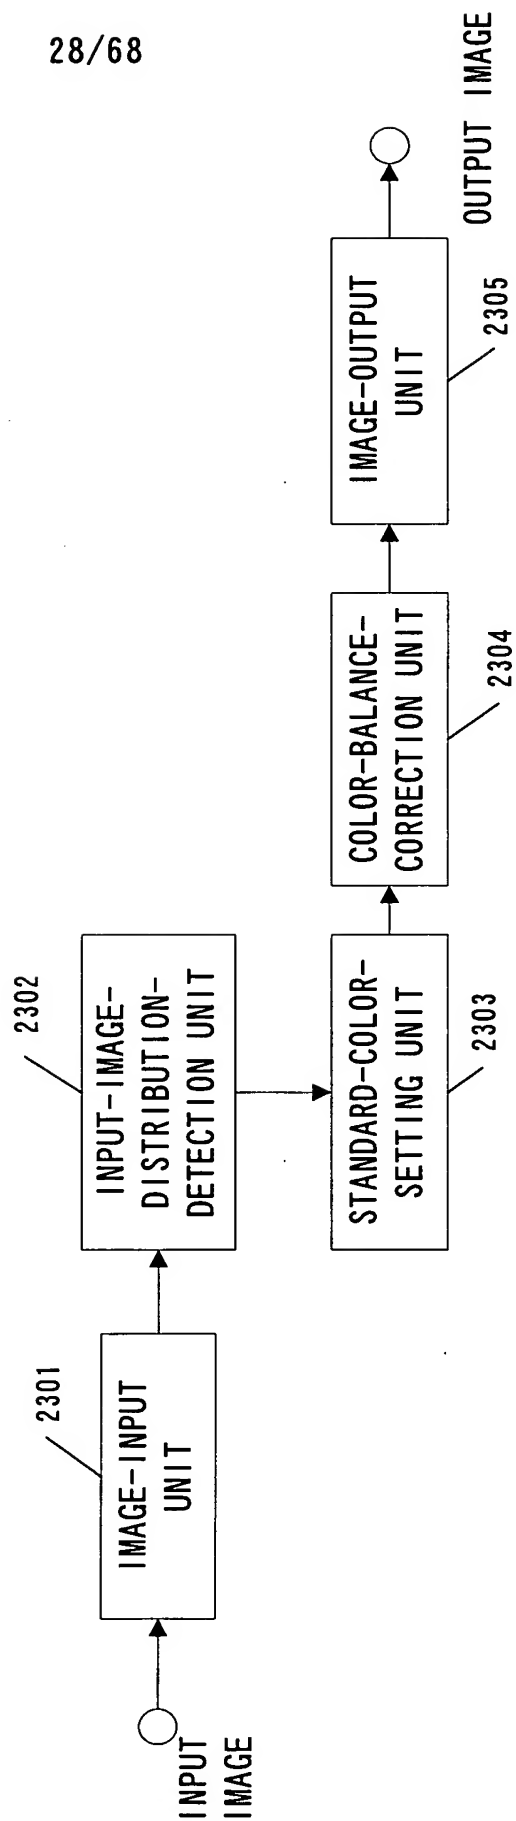 28/68
INPUT
IMAGE
2301
IMAGE-INPUT
UNIT
2302
INPUT-IMAGE-
DISTRIBUTION-
DETECTION UNIT
STANDARD-COLOR-
SETTING UNIT
2303
COLOR-BALANCE-
CORRECTION UNIT
2304
IMAGE-OUTPUT
UNIT
2305
OUTPUT IMAGE